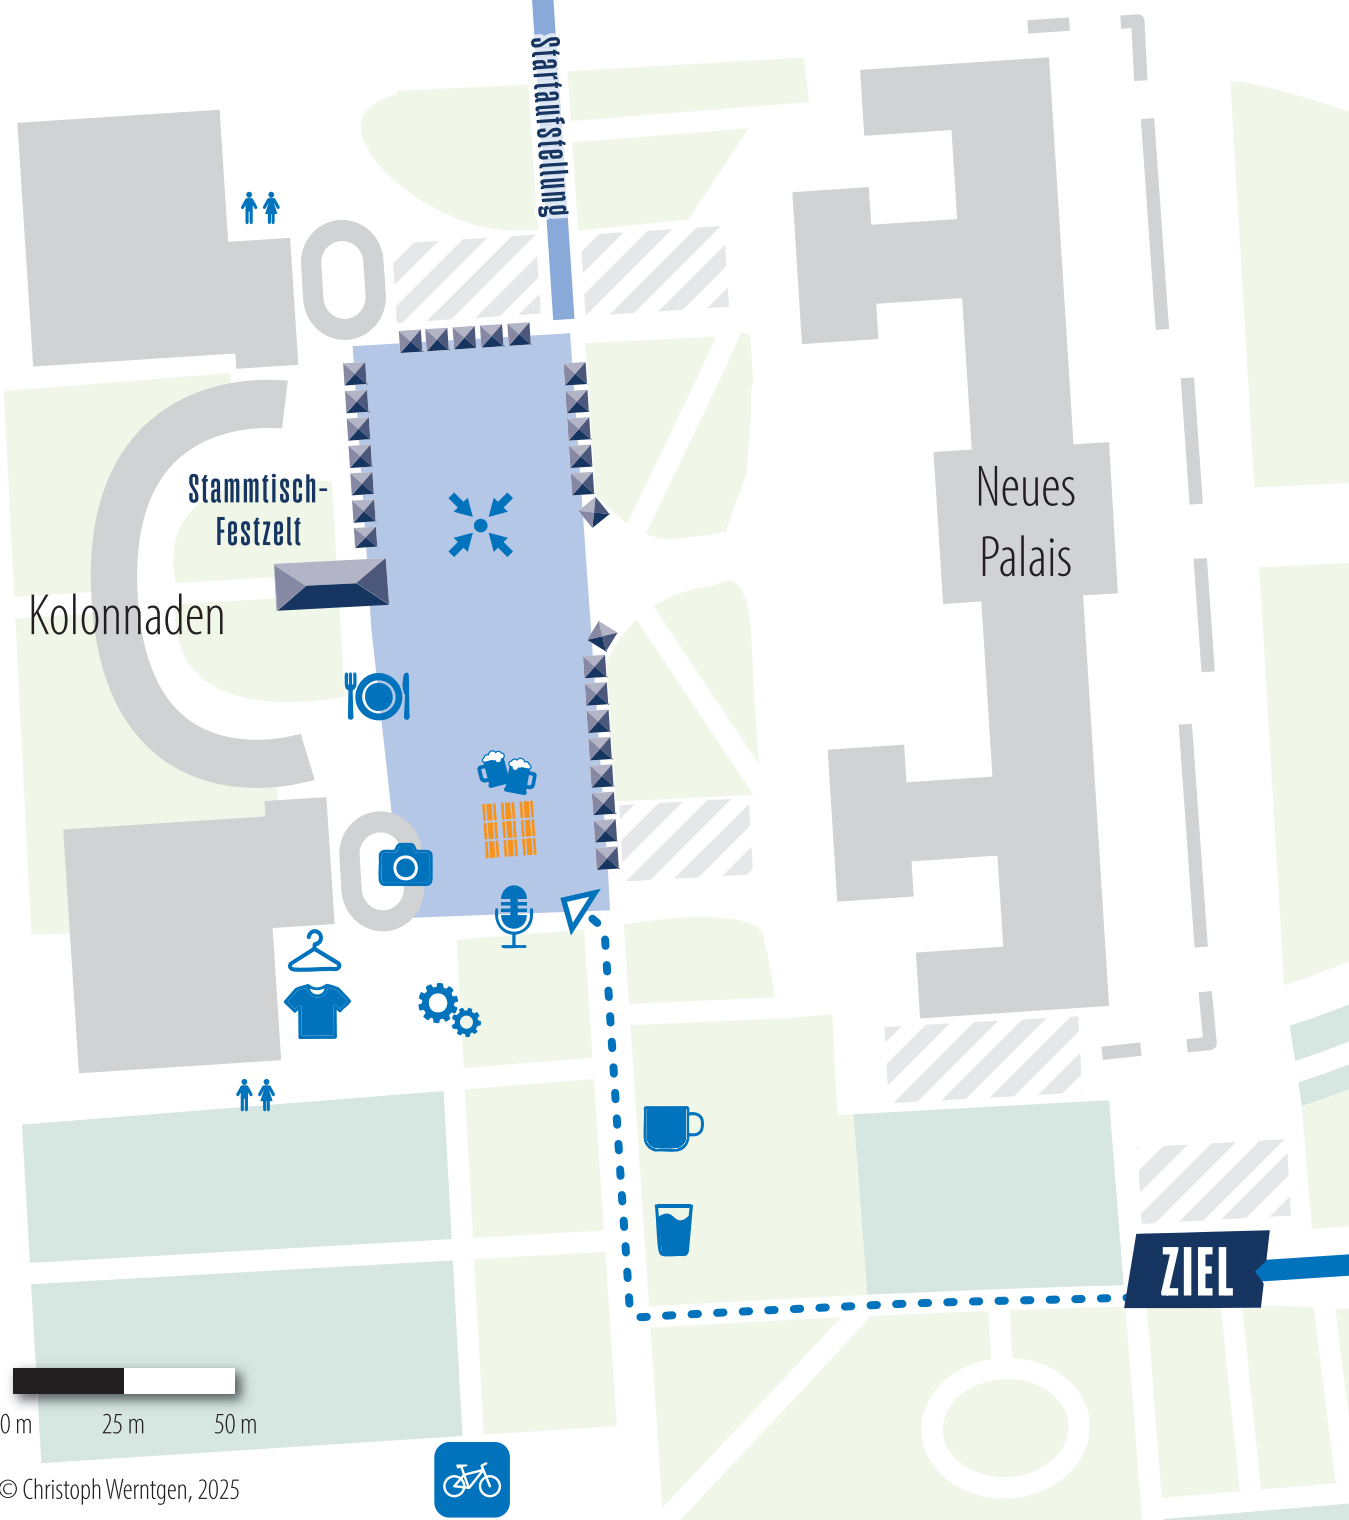 Startaufstellung
Stammtisch-
Festzelt
Neues
Palais
Kolonnaden
ZIEL
0 m 25 m 50 m
© Christoph Werntgen, 2025